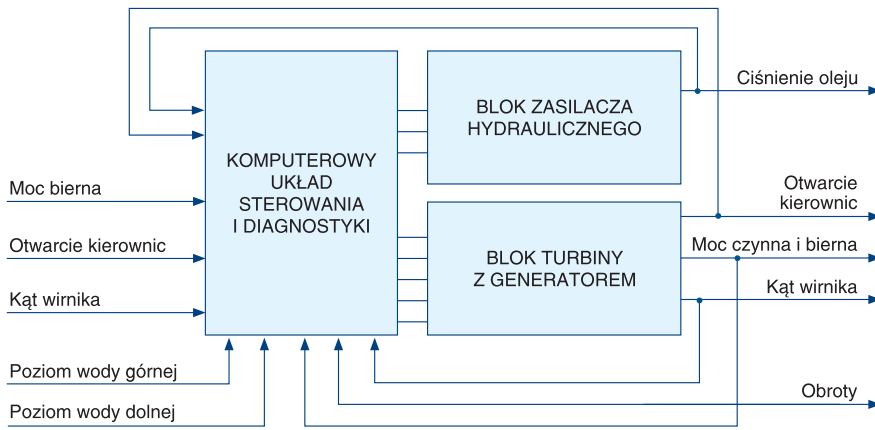 Moc bierna
Otwarcie kierownic
Kąt wirnika
Poziom wody górnej
Poziom wody dolnej
KOMPUTEROWY
UKŁAD
STEROWANIA
I DIAGNOSTYKI
BLOK ZASILACZA
HYDRAULICZNEGO
BLOK TURBINY
Z GENERATOREM
Ciśnienie oleju
Otwarcie
kierownic
Moc czynna i bierna
Kąt wirnika
Obroty